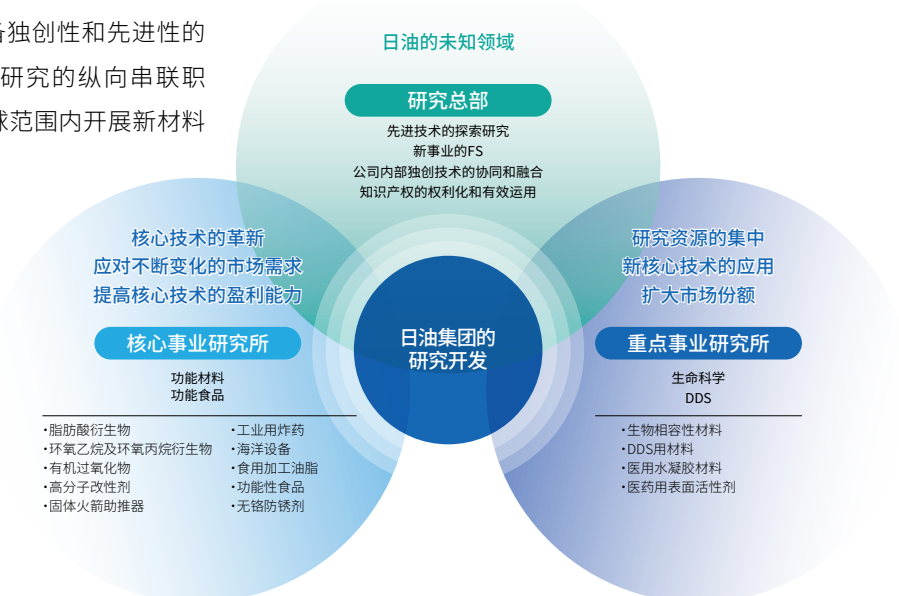 备独创性和先进性的
研究的纵向串联职
球范围内开展新材料
日油的未知领域
研究总部
先进技术的探索研究
新事业的FS
公司内部独创技术的协同和融合
知识产权的权利化和有效运用
核心技术的革新
应对不断变化的市场需求
提高核心技术的盈利能力
核心事业研究所
功能材料
功能食品
·脂肪酸衍生物
·环氧乙烷及环氧丙烷衍生物
·有机过氧化物
·高分子改性剂
·固体火箭助推器
·工业用炸药
·海洋设备
·食用加工油脂
·功能性食品
·无铬防锈剂
日油集团的
研究开发
研究资源的集中
新核心技术的应用
扩大市场份额
重点事业研究所
生命科学
DDS
·生物相容性材料
·DDS用材料
·医用水凝胶材料
·医药用表面活性剂